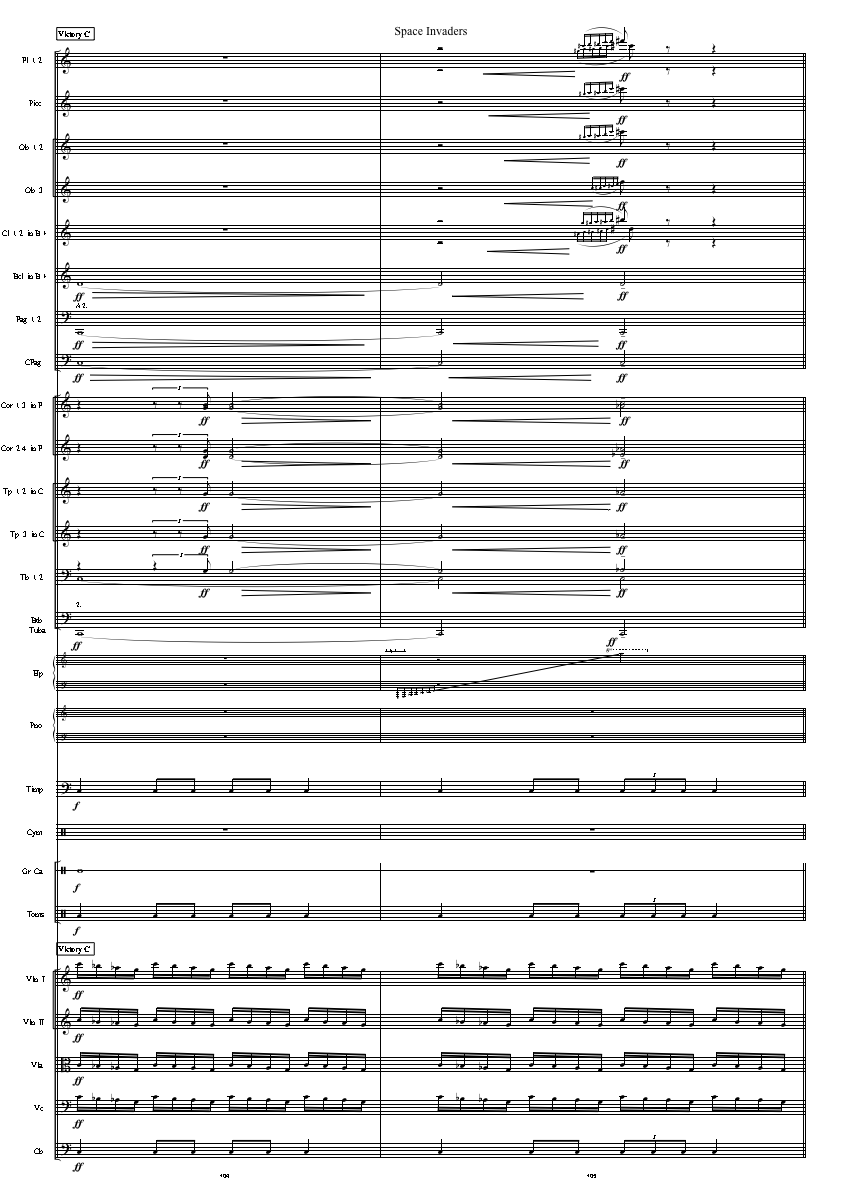 Space Invaders
Victory C
Fl 1 2
ff
Picc
ff
Ob 1 2
ff
Ob 3
ff
Cl 1 2 in B
ff
Bcl in B
ff
ff
A 2.
Fag 1 2
ff
ff
CFag
ff
ff
3
Cor 1 3 in F
ff
ff
3
Cor 2 4 in F
ff
ff
3
Tp 1 2 in C
ff
ff
3
Tp 3 in C
ff
ff
3
Tb 1 2
ff
ff
2.
Btb
Tuba
ff
ff
Hp
Pno
3
Timp
f
Cym
Gr Ca
f
3
Toms
f
Victory C
Vln I
ff
Vln II
ff
Vla
ff
Vc
ff
3
Cb
ff